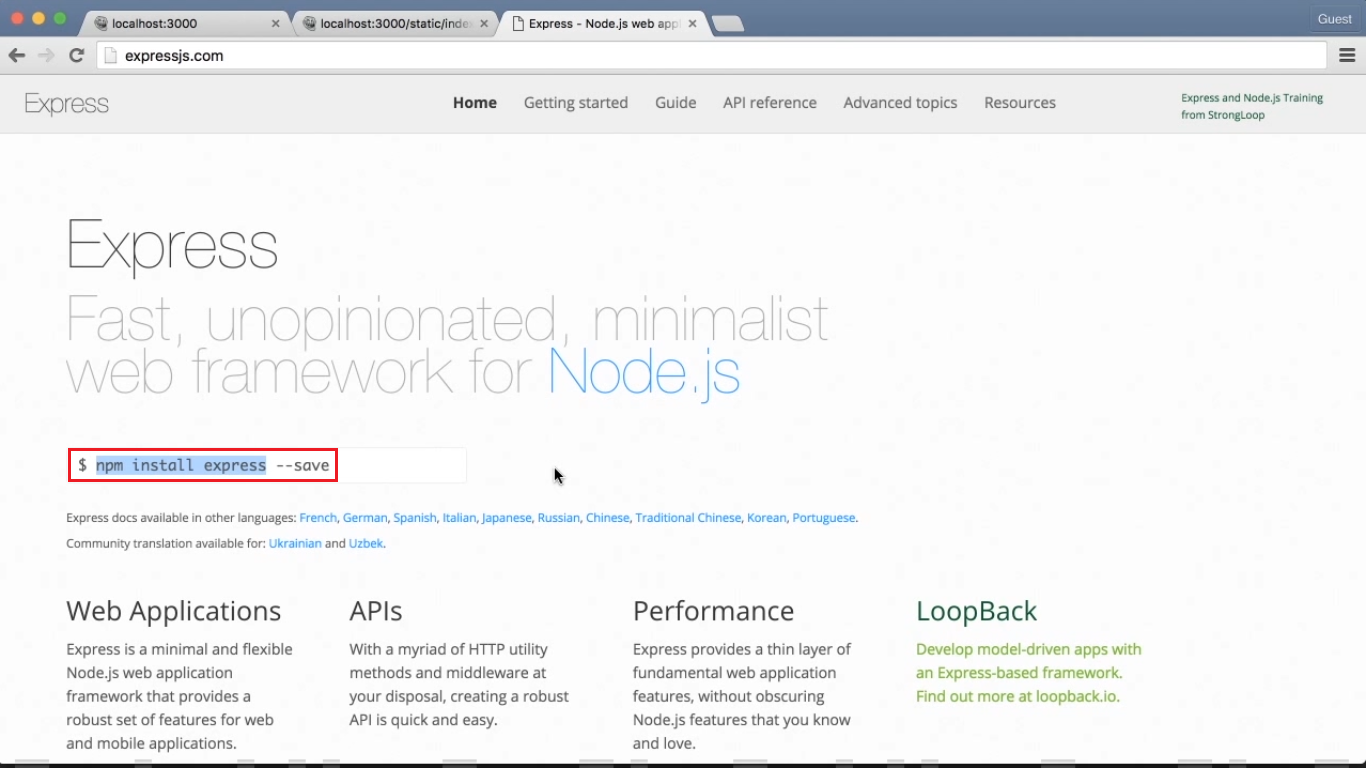 localhost:3000
localhost:3000/static/inde
Express - Node.js web appl
Guest
expressjs.com
Express
Home Getting started Guide API reference Advanced topics Resources
Express and Node.js Training
from StrongLoop
Express
Fast, unopinionated, minimalist
web framework for Node.js
$ npm install express --save
Express docs available in other languages: French, German, Spanish, Italian, Japanese, Russian, Chinese, Traditional Chinese, Korean, Portuguese.
Community translation available for: Ukrainian and Uzbek.
Web Applications
Express is a minimal and flexible
Node.js web application
framework that provides a
robust set of features for web
and mobile applications.
APIs
With a myriad of HTTP utility
methods and middleware at
your disposal, creating a robust
API is quick and easy.
Performance
Express provides a thin layer of
fundamental web application
features, without obscuring
Node.js features that you know
and love.
LoopBack
Develop model-driven apps with
an Express-based framework.
Find out more at loopback.io.